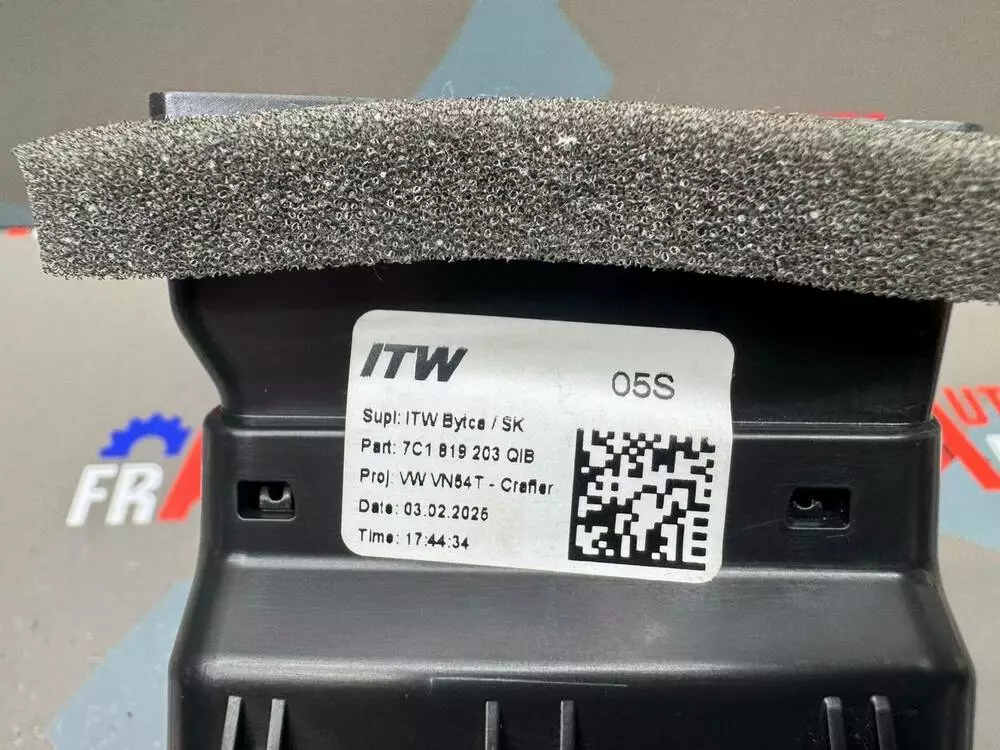 ITW
05S
Supl: ITW Bytca / SK
Part: 7C1 819 203 QIB
Proj: VW VN54T - Crafter
Date: 03.02.2025
Time: 17:44:34
FR
AUT